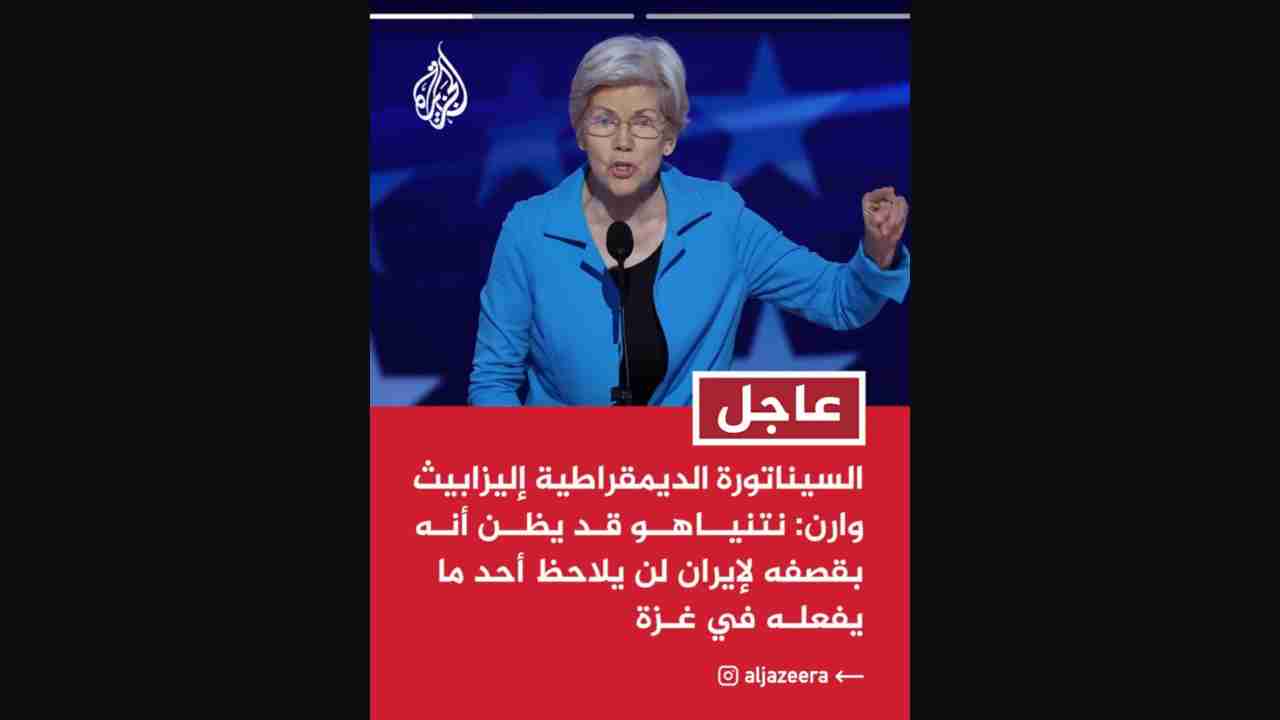 الجزيرة
عاجل
السيناتورة الديمقراطية إليزابيث
وارن: نتنياهو قد يظن أنه
بقصفه لإيران لن يلاحظ أحد ما
يفعله في غزة
aljazeera